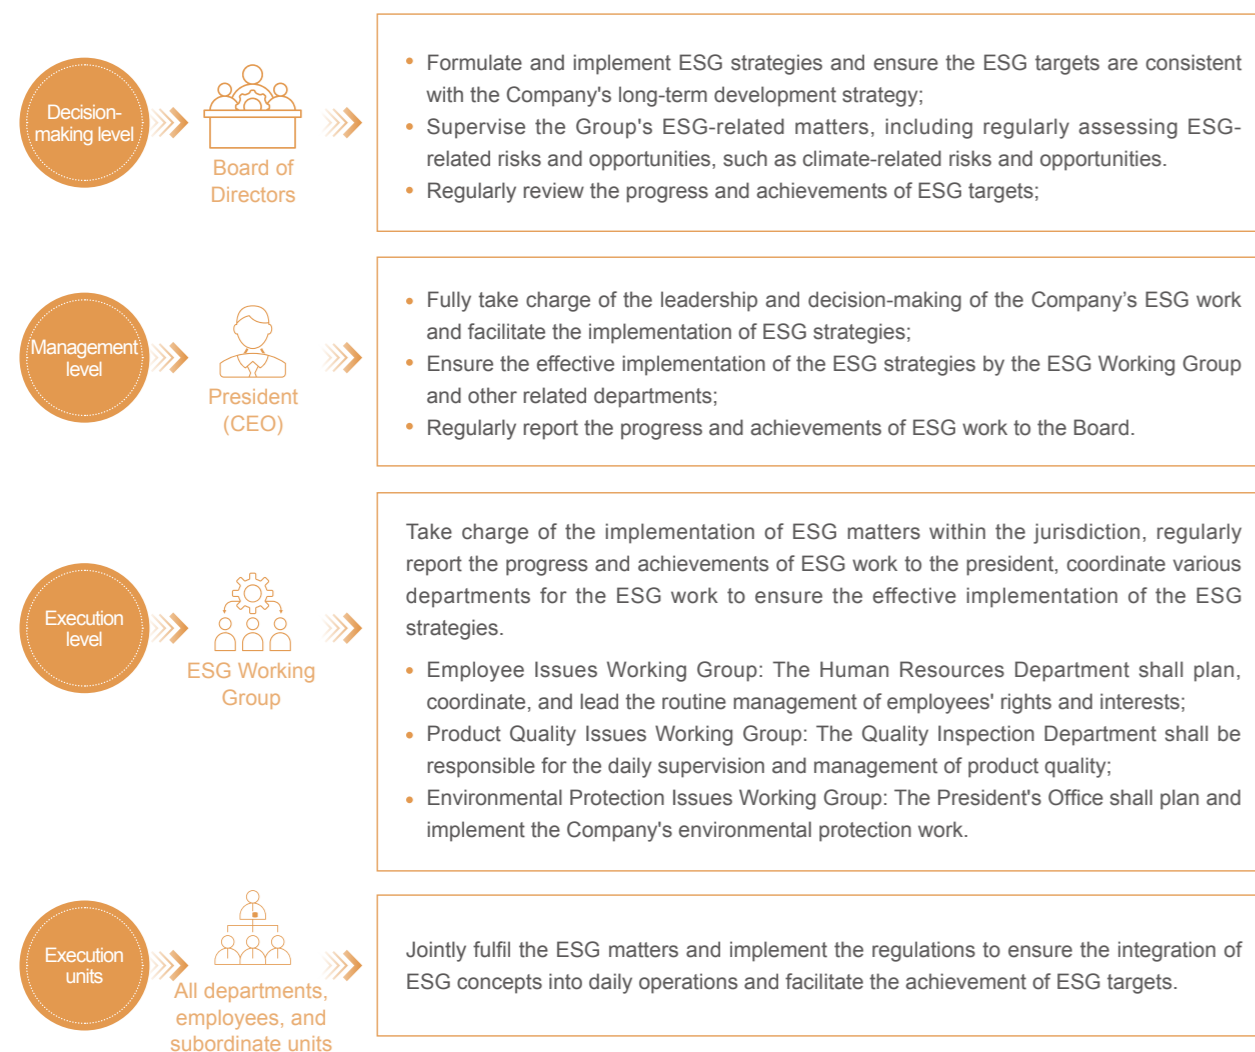 Decision-
making level
Board of
Directors
• Formulate and implement ESG strategies and ensure the ESG targets are consistent
with the Company's long-term development strategy;
• Supervise the Group's ESG-related matters, including regularly assessing ESG-
related risks and opportunities, such as climate-related risks and opportunities.
• Regularly review the progress and achievements of ESG targets;
Management
level
President
(CEO)
• Fully take charge of the leadership and decision-making of the Company’s ESG work
and facilitate the implementation of ESG strategies;
• Ensure the effective implementation of the ESG strategies by the ESG Working Group
and other related departments;
• Regularly report the progress and achievements of ESG work to the Board.
Execution
level
ESG Working
Group
Take charge of the implementation of ESG matters within the jurisdiction, regularly
report the progress and achievements of ESG work to the president, coordinate various
departments for the ESG work to ensure the effective implementation of the ESG
strategies.
• Employee Issues Working Group: The Human Resources Department shall plan,
coordinate, and lead the routine management of employees' rights and interests;
• Product Quality Issues Working Group: The Quality Inspection Department shall be
responsible for the daily supervision and management of product quality;
• Environmental Protection Issues Working Group: The President's Office shall plan and
implement the Company's environmental protection work.
Execution
units
All departments,
employees, and
subordinate units
Jointly fulfil the ESG matters and implement the regulations to ensure the integration of
ESG concepts into daily operations and facilitate the achievement of ESG targets.